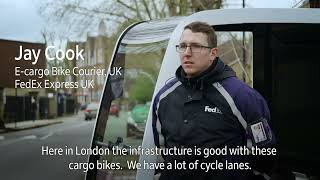 Jay Cook
E-cargo Bike Courier, UK
FedEx Express UK
FedEx
Here in London the infrastructure is good with these
cargo bikes. We have a lot of cycle lanes.